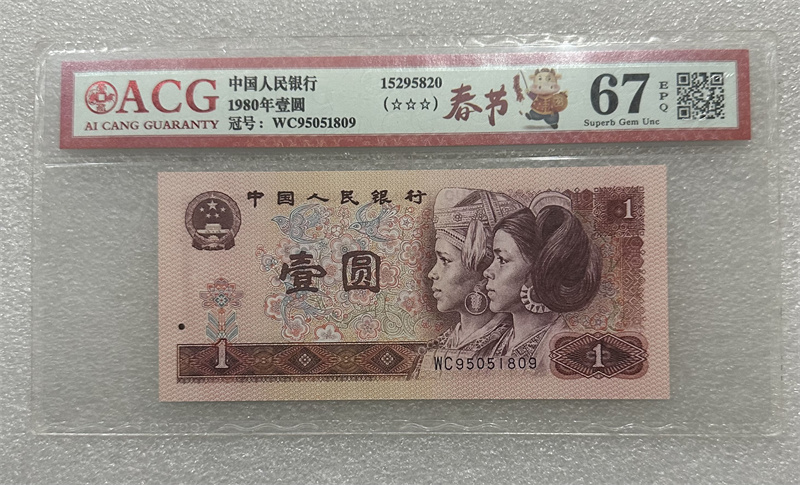 ACG
AI CANG GUARANTY
中国人民银行
1980年壹圆
冠号：WC95051809
15295820
(☆☆☆)
春节
67
EPQ
Superb Gem Unc
中国人民银行
1
壹圆
1
WC95051809
1